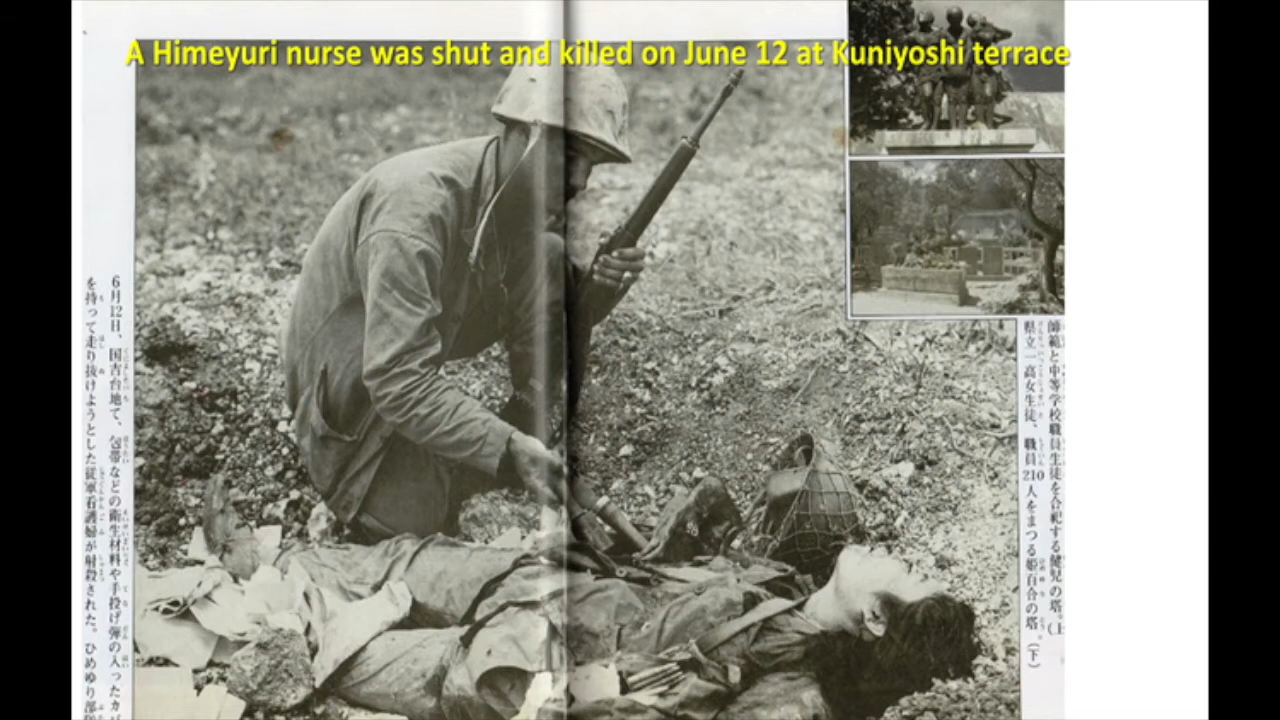 A Himeyuri nurse was shut and killed on June 12 at Kuniyoshi terrace
師範と中等学校職員生徒を合祀する健児の塔。(上)
県立一高女生徒、職員210人をまつる姫百合の塔。(下)
6月12日、国吉台地で、包帯などの衛生材料や手投げ弾の入ったカ
を持って走り抜けようとした従軍看護婦が射殺された。ひめゆり部